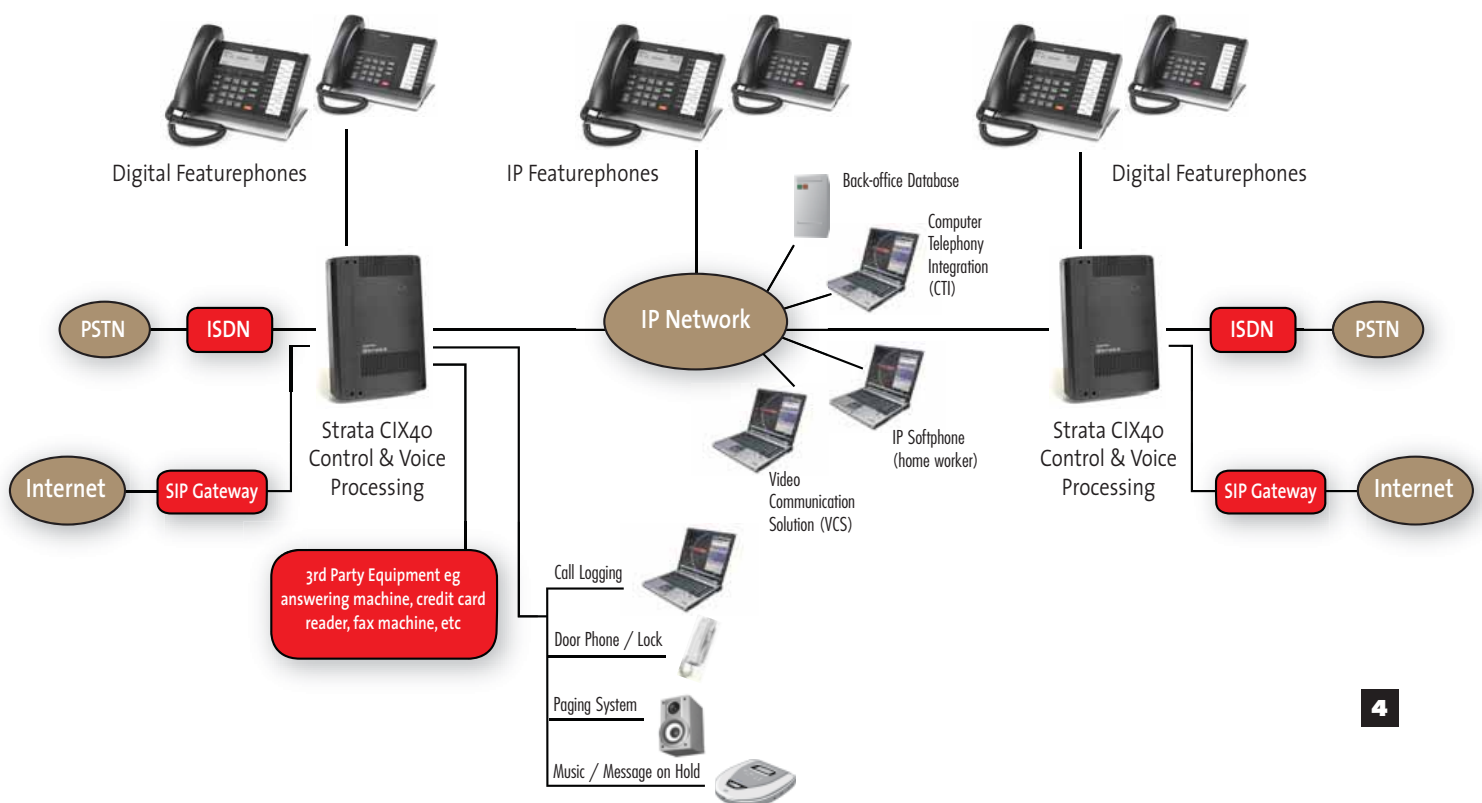 Digital Featurephones
IP Featurephones
Digital Featurephones
Back-office Database
Computer
Telephony
Integration
(CTI)
PSTN
ISDN
IP Network
ISDN
PSTN
Strata CIX40
Control & Voice
Processing
IP Softphone
(home worker)
Video
Communication
Solution (VCS)
Strata CIX40
Control & Voice
Processing
Internet
SIP Gateway
SIP Gateway
Internet
3rd Party Equipment eg
answering machine, credit card
reader, fax machine, etc
Call Logging
Door Phone / Lock
Paging System
Music / Message on Hold
4